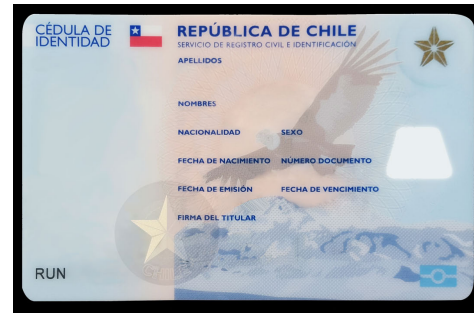 CÉDULA DE
IDENTIDAD
REPÚBLICA DE CHILE
SERVICIO DE REGISTRO CIVIL E IDENTIFICACIÓN
APELLIDOS
NOMBRES
NACIONALIDAD SEXO
FECHA DE NACIMIENTO NÚMERO DOCUMENTO
FECHA DE EMISIÓN FECHA DE VENCIMIENTO
FIRMA DEL TITULAR
RUN